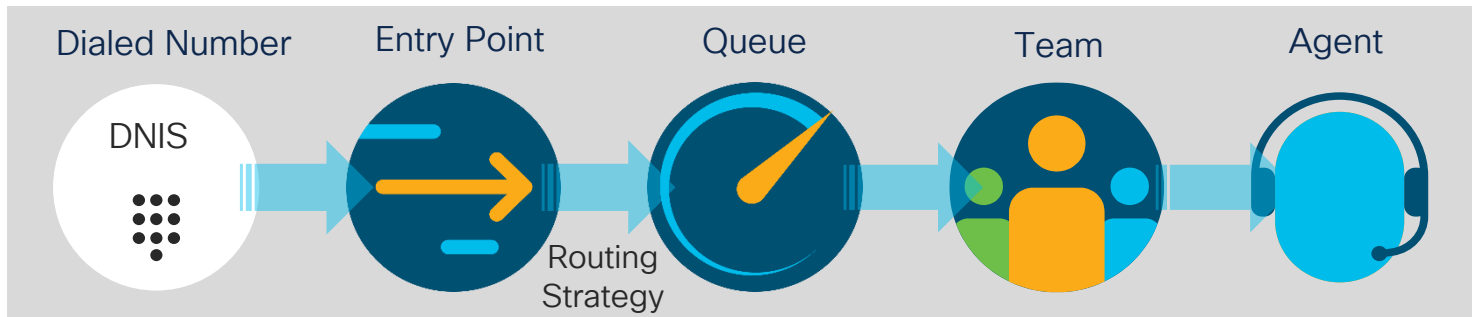 Dialed Number
Entry Point
Queue
Team
Agent
DNIS
Routing
Strategy